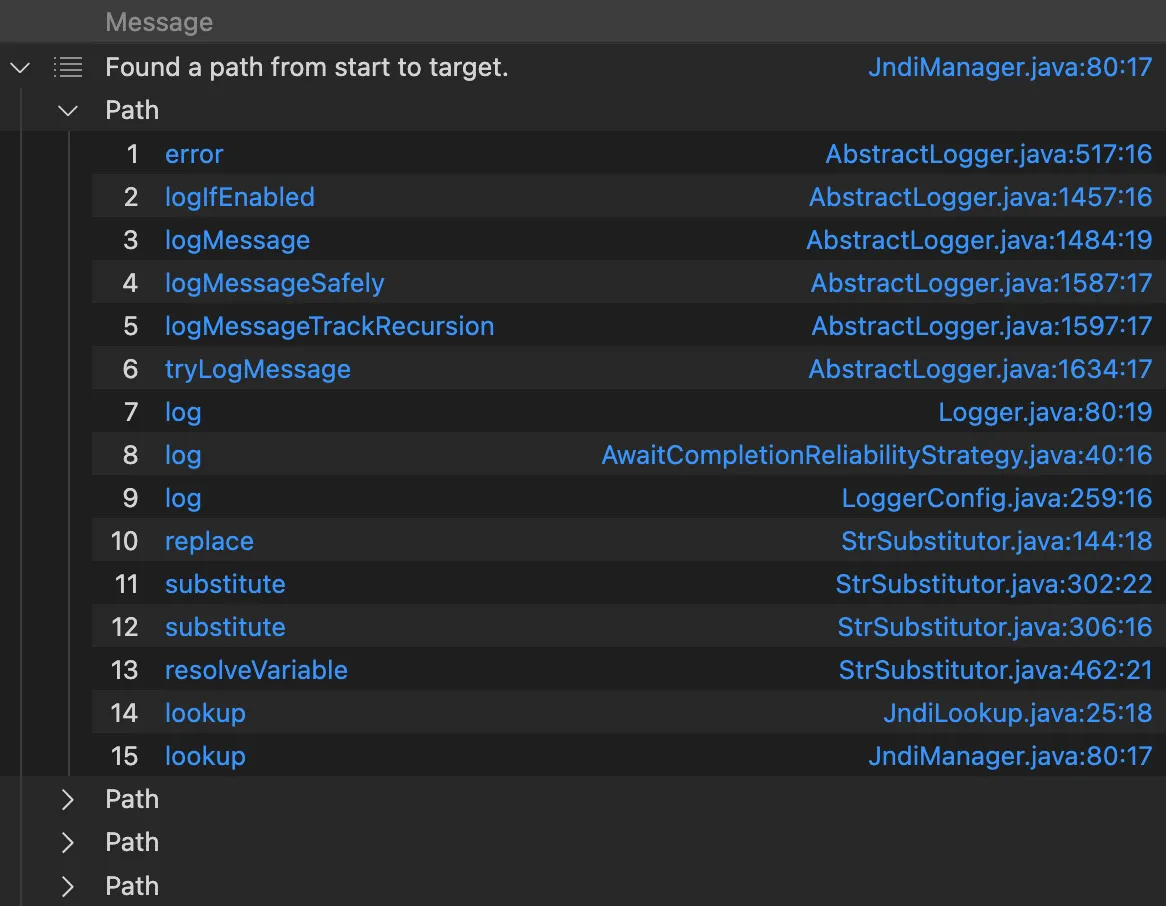 Message
Found a path from start to target. JndiManager.java:80:17
Path
1 error AbstractLogger.java:517:16
2 logIfEnabled AbstractLogger.java:1457:16
3 logMessage AbstractLogger.java:1484:19
4 logMessageSafely AbstractLogger.java:1587:17
5 logMessageTrackRecursion AbstractLogger.java:1597:17
6 tryLogMessage AbstractLogger.java:1634:17
7 log Logger.java:80:19
8 log AwaitCompletionReliabilityStrategy.java:40:16
9 log LoggerConfig.java:259:16
10 replace StrSubstitutor.java:144:18
11 substitute StrSubstitutor.java:302:22
12 substitute StrSubstitutor.java:306:16
13 resolveVariable StrSubstitutor.java:462:21
14 lookup JndiLookup.java:25:18
15 lookup JndiManager.java:80:17
Path
Path
Path